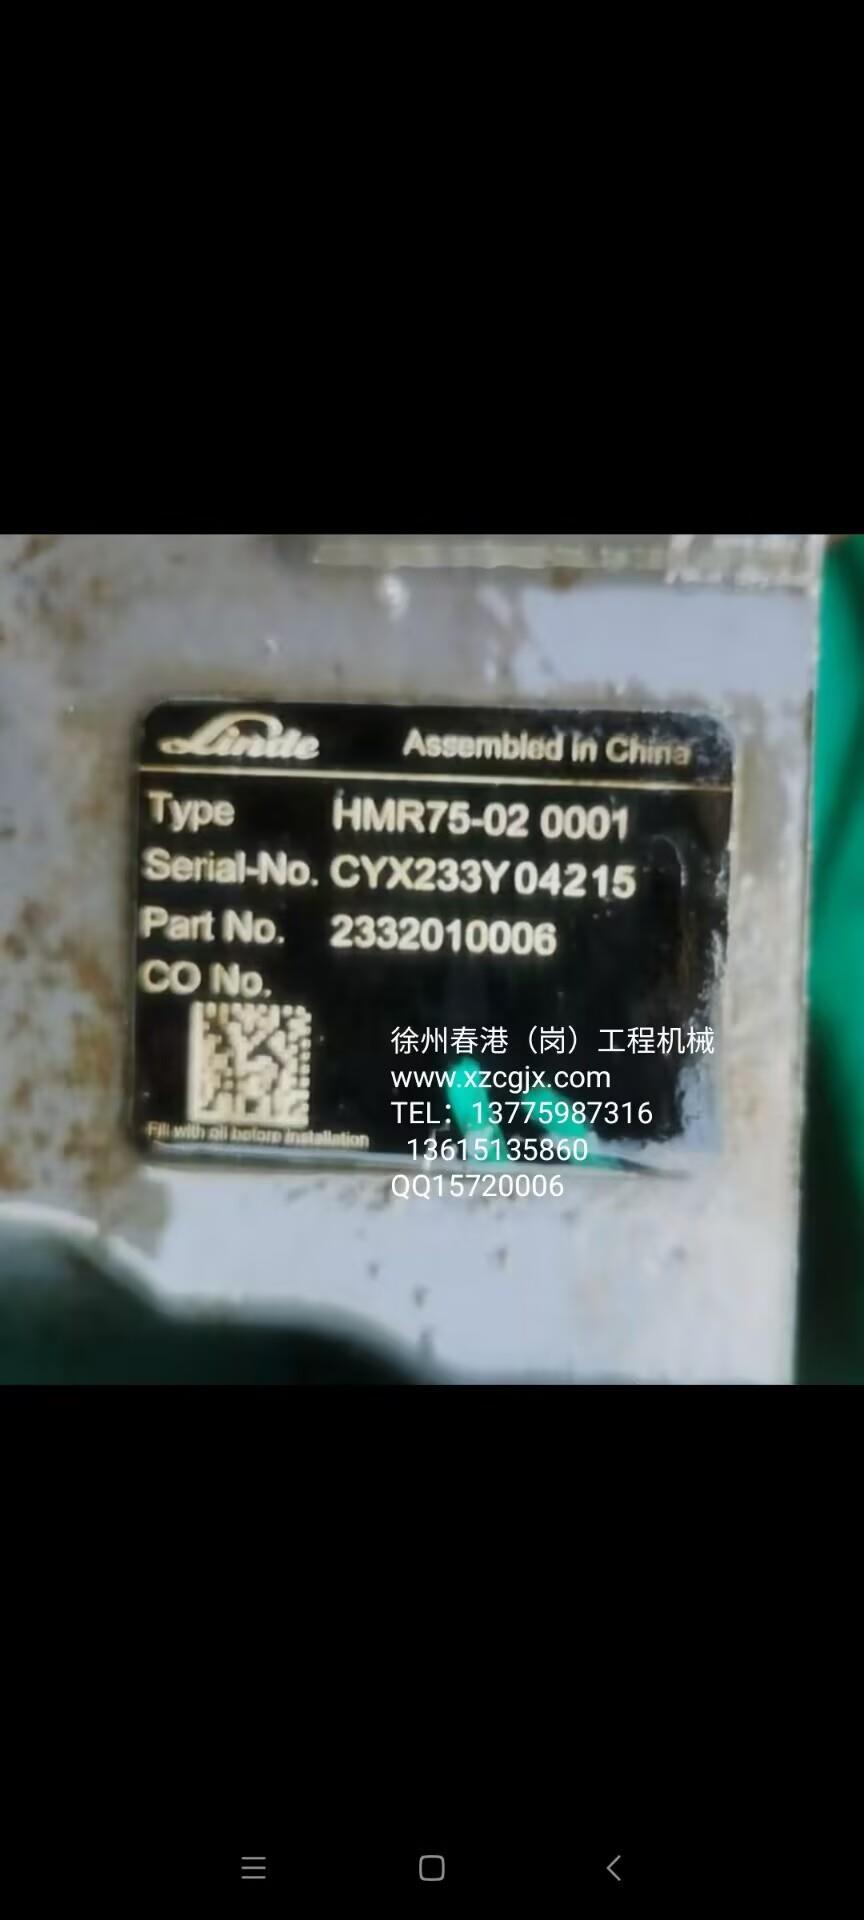 Linde Assembled in China
Type HMR75-02 0001
Serial-No. CYX233Y04215
Part No. 2332010006
CO No.
Fill with oil before installation
徐州春港（岗）工程机械
www.xzcgjx.com
TEL：13775987316
13615135860
QQ15720006